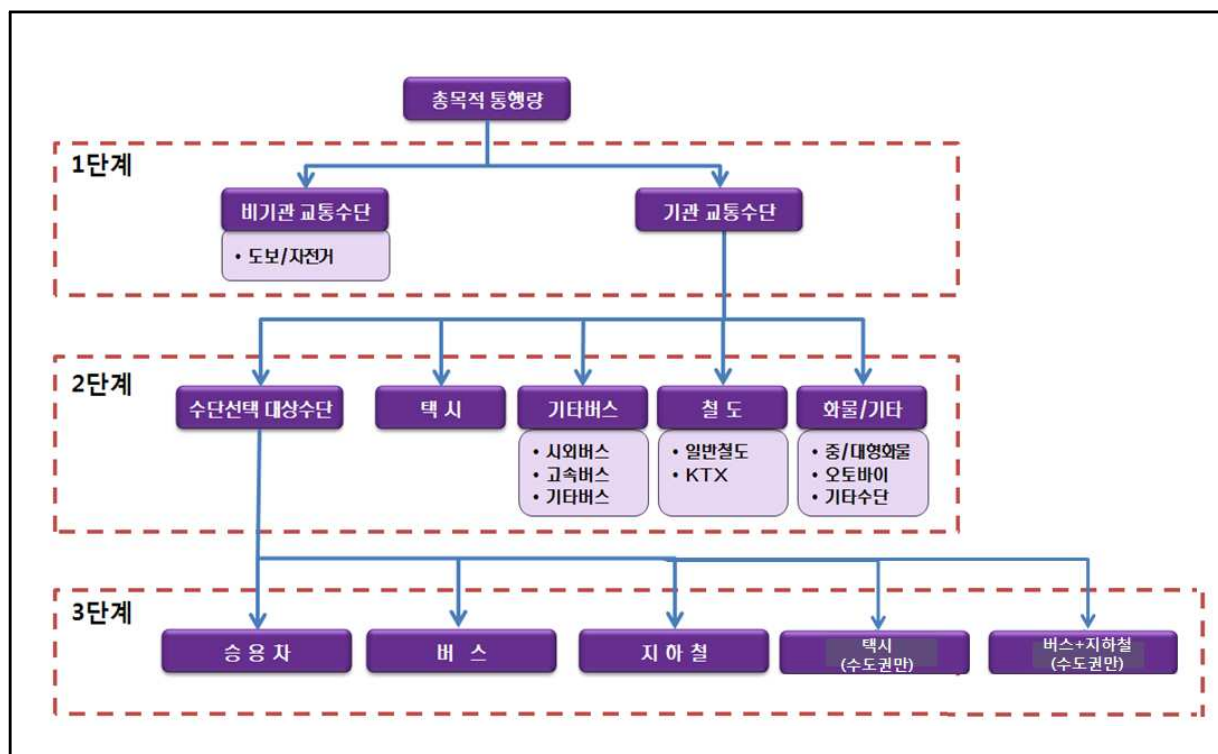 총목적 통행량
1단계
비기관 교통수단
기관 교통수단
• 도보/자전거
2단계
수단선택 대상수단
택 시
기타버스
철 도
화물/기타
• 시외버스
• 고속버스
• 기타버스
• 일반철도
• KTX
• 중/대형화물
• 오토바이
• 기타수단
3단계
승 용 차
버 스
지 하 철
택시
(수도권만)
버스+지하철
(수도권만)